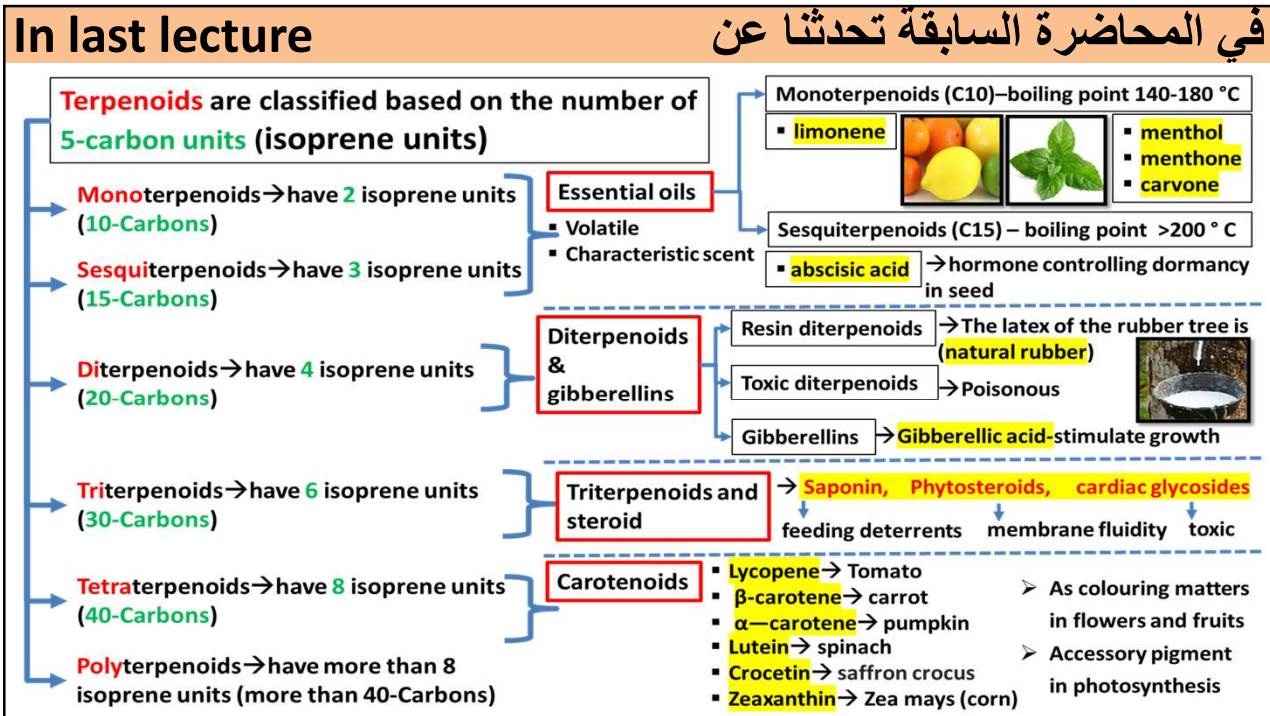 In last lecture
في المحاضرة السابقة تحدثنا عن
Terpenoids are classified based on the number of
5-carbon units (isoprene units)
Monoterpenoids→have 2 isoprene units
(10-Carbons)
Sesquiterpenoids→have 3 isoprene units
(15-Carbons)
Essential oils
▪ Volatile
▪ Characteristic scent
Monoterpenoids (C10)–boiling point 140-180 °C
▪ limonene
▪ menthol
▪ menthone
▪ carvone
Sesquiterpenoids (C15) – boiling point >200 ° C
▪ abscisic acid →hormone controlling dormancy
in seed
Diterpenoids→have 4 isoprene units
(20-Carbons)
Diterpenoids
&
gibberellins
Resin diterpenoids →The latex of the rubber tree is
(natural rubber)
Toxic diterpenoids →Poisonous
Gibberellins →Gibberellic acid-stimulate growth
Triterpenoids→have 6 isoprene units
(30-Carbons)
Triterpenoids and
steroid
→ Saponin, Phytosteroids, cardiac glycosides
feeding deterrents membrane fluidity toxic
Tetraterpenoids→have 8 isoprene units
(40-Carbons)
Carotenoids
▪ Lycopene→ Tomato
▪ β-carotene→ carrot
▪ α—carotene→ pumpkin
▪ Lutein→ spinach
▪ Crocetin→ saffron crocus
▪ Zeaxanthin→ Zea mays (corn)
➢ As colouring matters
in flowers and fruits
➢ Accessory pigment
in photosynthesis
Polyterpenoids→have more than 8
isoprene units (more than 40-Carbons)